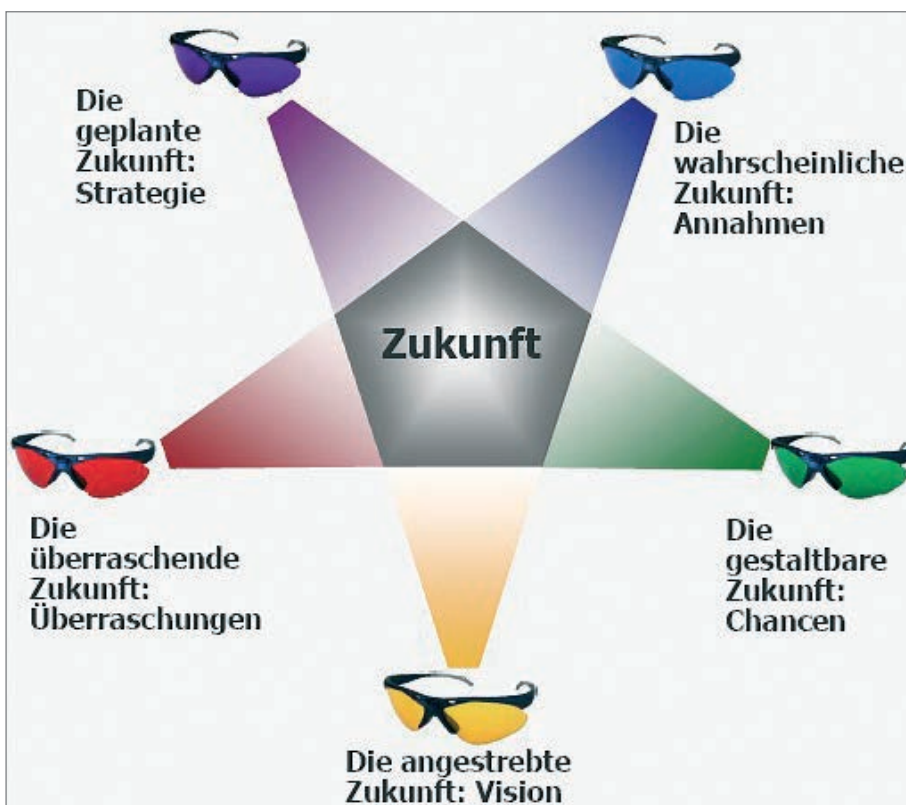 Die
geplante
Zukunft:
Strategie
Die
wahrscheinliche
Zukunft:
Annahmen
Zukunft
Die
überraschende
Zukunft:
Überraschungen
Die
gestaltbare
Zukunft:
Chancen
Die angestrebte
Zukunft: Vision